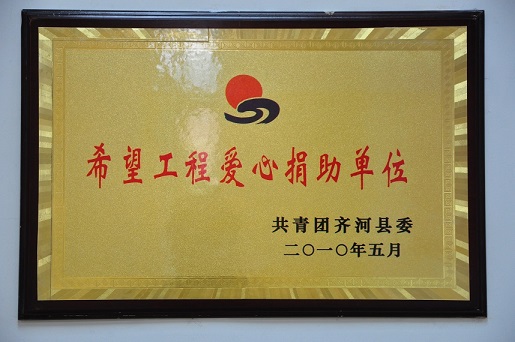 希望工程爱心捐助单位
共青团齐河县委
二〇一〇年五月